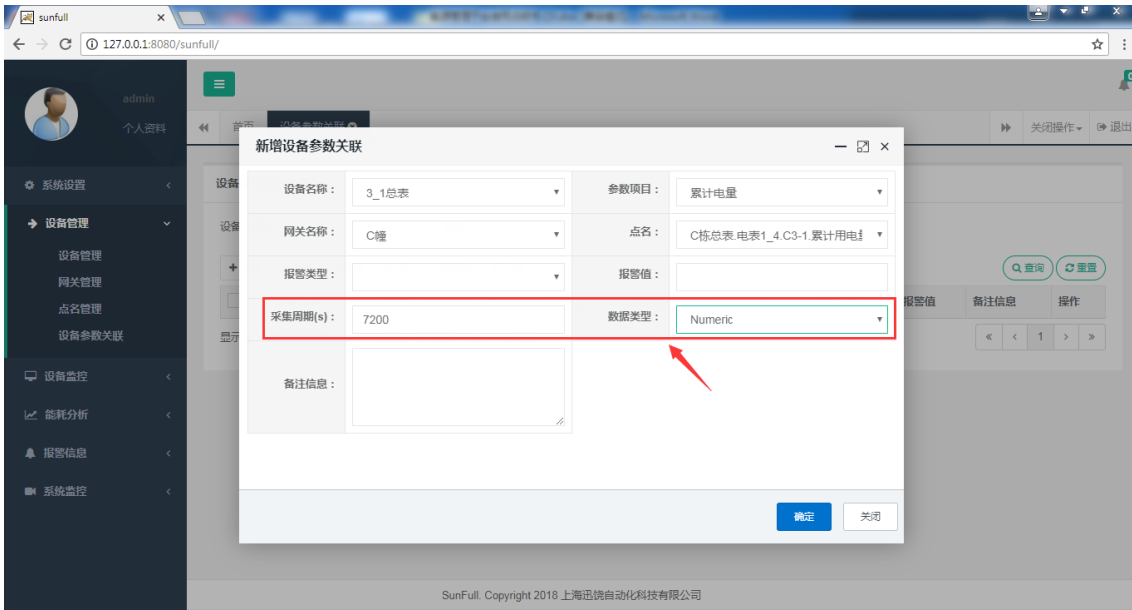 sunfull
127.0.0.1:8080/sunfull/
admin
个人资料
首页 设备参数关联
关闭操作 退出
新增设备参数关联
系统设置
设备管理
设备管理
网关管理
点名管理
设备参数关联
设备监控
能耗分析
报警信息
系统监控
设备
设备
显示
设备名称： 3_1总表 参数项目： 累计电量
网关名称： C幢 点名： C栋总表.电表1_4.C3-1.累计用电
报警类型： 报警值：
采集周期(s)： 7200 数据类型： Numeric
备注信息：
查询 重置
报警值 备注信息 操作
« ‹ 1 › »
确定 关闭
SunFull. Copyright 2018 上海迅饶自动化科技有限公司